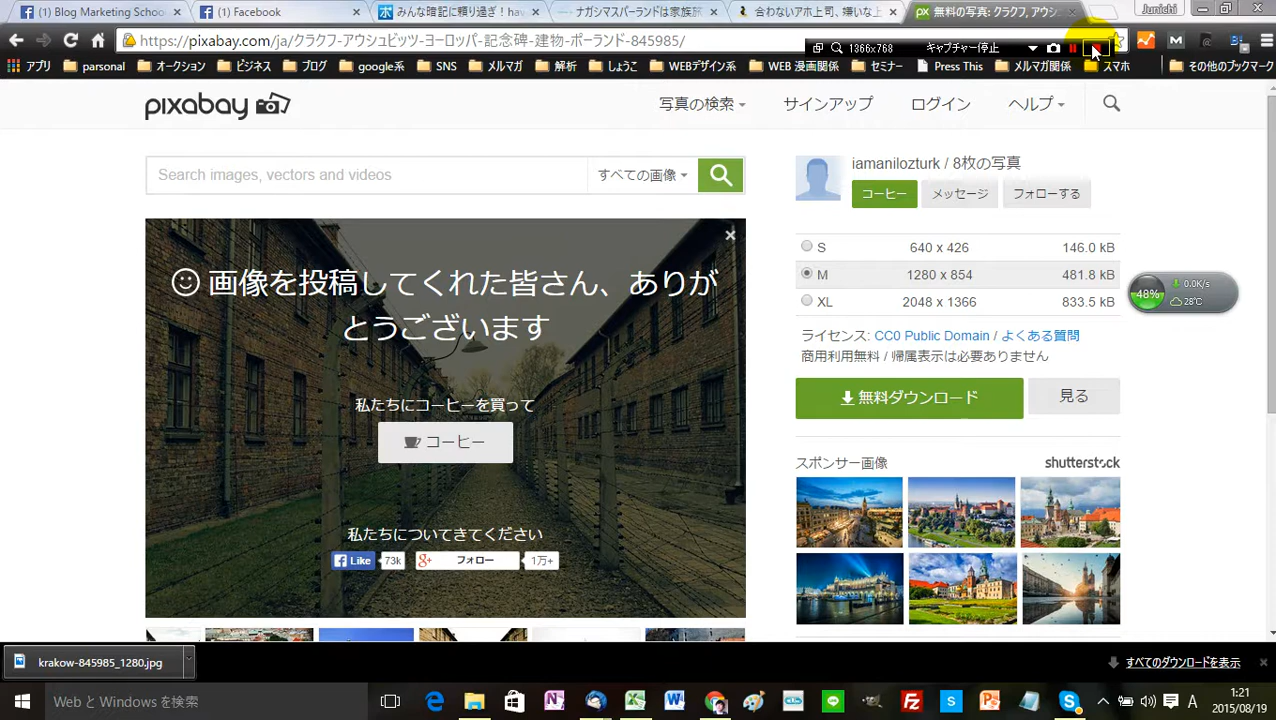 (1) Blog Marketing Schoo
(1) Facebook
みんな暗記に頼り過ぎ！hav
ナガシマスパーランドは家族旅
合わないアホ上司、嫌いな上
無料の写真: クラフク, アウシ
Junichi
https://pixabay.com/ja/クラフク-アウシュビッツ-ヨーロッパ-記念碑-建物-ポーランド-845985/
1366x768
キャプチャー停止
アプリ
parsonal
オークション
ビジネス
ブログ
google系
SNS
メルマガ
解析
しょうこ
WEBデザイン系
WEB 漫画関係
セミナー
Press This
メルマガ関係
スマホ
その他のブックマーク
pixabay
写真の検索
サインアップ
ログイン
ヘルプ
Search images, vectors and videos
すべての画像
iamanilozturk / 8枚の写真
コーヒー
メッセージ
フォローする
S 640 x 426 146.0 kB
M 1280 x 854 481.8 kB
XL 2048 x 1366 833.5 kB
48%
0.0K/s
28℃
ライセンス: CC0 Public Domain / よくある質問
商用利用無料 / 帰属表示は必要ありません
無料ダウンロード
見る
スポンサー画像
shutterstock
画像を投稿してくれた皆さん、ありが
とうございます
私たちにコーヒーを買って
コーヒー
私たちについてきてください
Like
73k
g+
フォロー
1万+
krakow-845985_1280.jpg
すべてのダウンロードを表示
Web と Windows を検索
A
1:21
2015/08/19